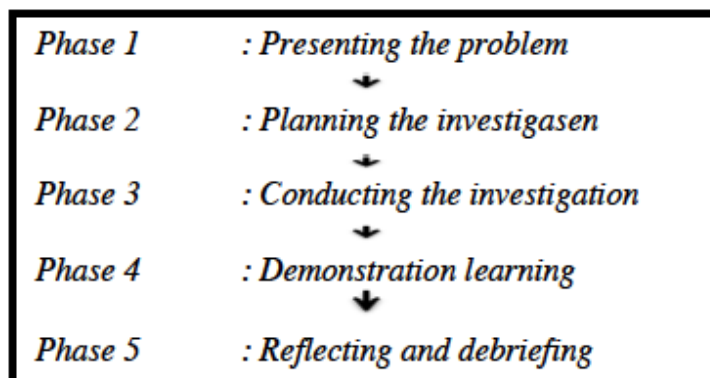 Phase 1 : Presenting the problem
Phase 2 : Planning the investigasen
Phase 3 : Conducting the investigation
Phase 4 : Demonstration learning
Phase 5 : Reflecting and debriefing